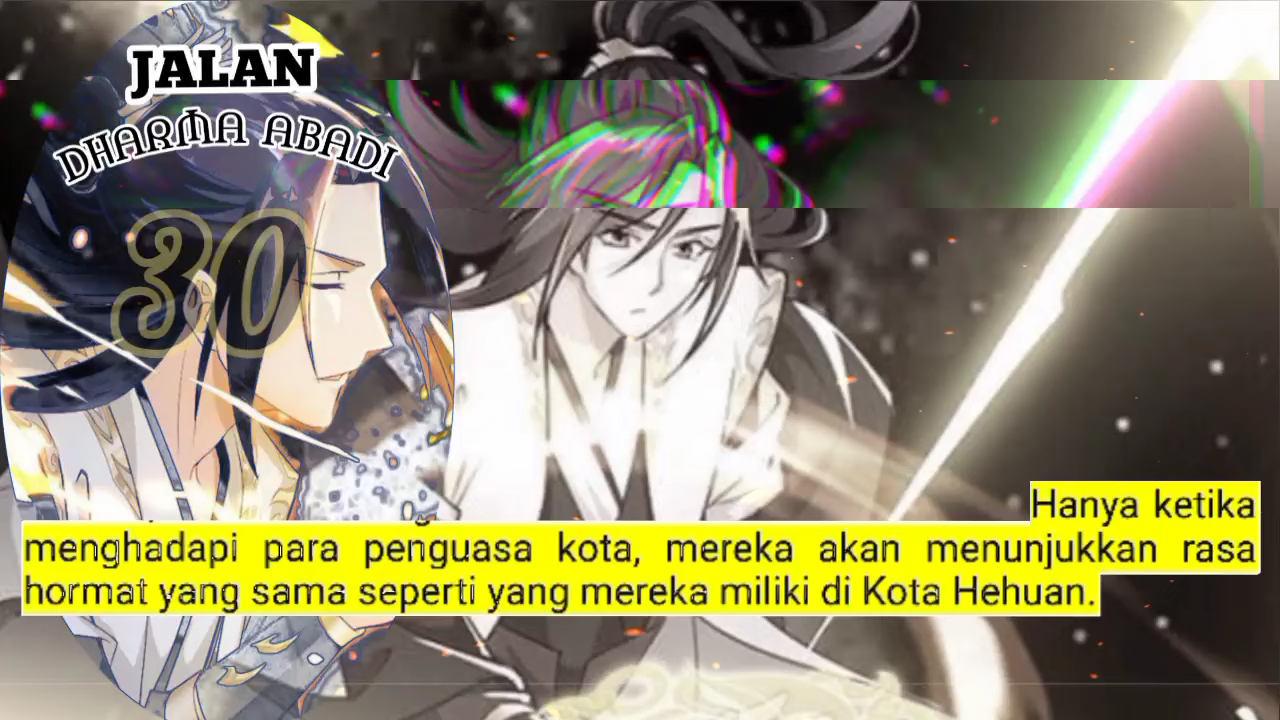 JALAN
DHARMA ABADI
30
Hanya ketika
menghadapi para penguasa kota, mereka akan menunjukkan rasa
hormat yang sama seperti yang mereka miliki di Kota Hehuan.